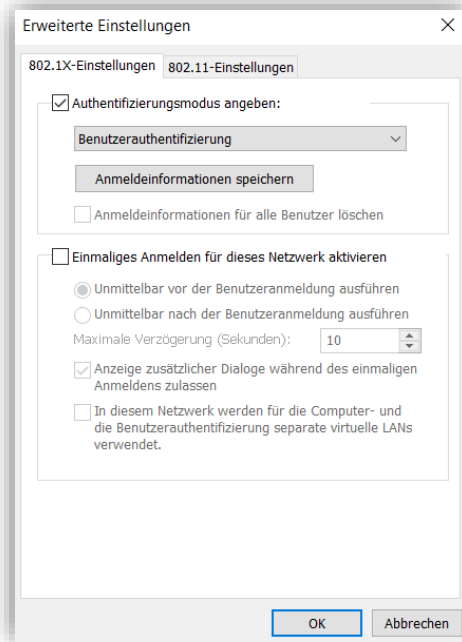 Erweiterte Einstellungen
802.1X-Einstellungen 802.11-Einstellungen
Authentifizierungsmodus angeben:
Benutzerauthentifizierung
Anmeldeinformationen speichern
Anmeldeinformationen für alle Benutzer löschen
Einmaliges Anmelden für dieses Netzwerk aktivieren
Unmittelbar vor der Benutzeranmeldung ausführen
Unmittelbar nach der Benutzeranmeldung ausführen
Maximale Verzögerung (Sekunden): 10
Anzeige zusätzlicher Dialoge während des einmaligen
Anmeldens zulassen
In diesem Netzwerk werden für die Computer- und
die Benutzerauthentifizierung separate virtuelle LANs
verwendet.
OK Abbrechen